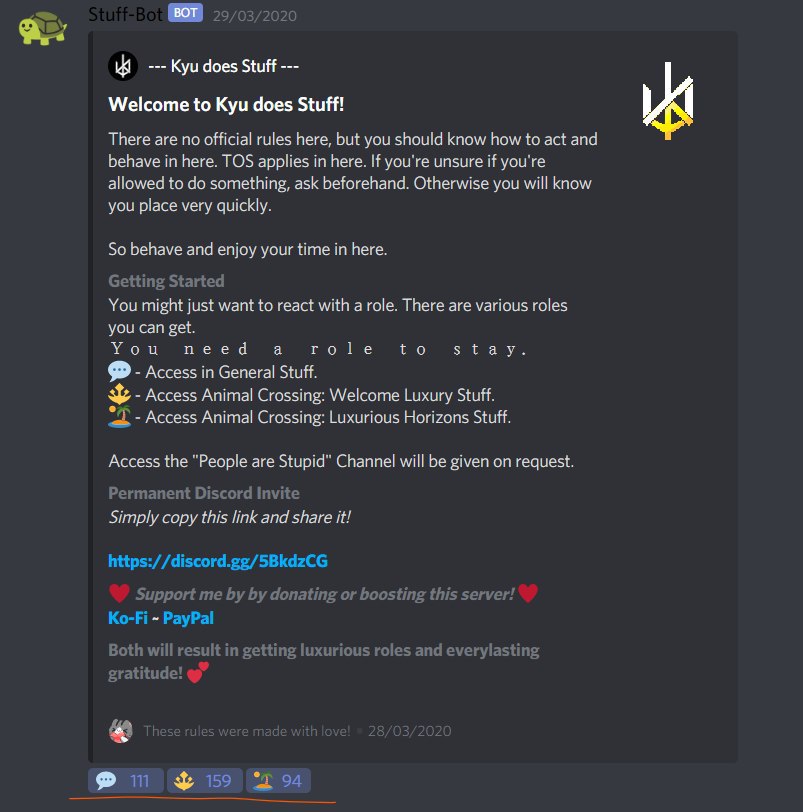 Stuff-Bot BOT 29/03/2020
--- Kyu does Stuff ---
Welcome to Kyu does Stuff!
There are no official rules here, but you should know how to act and
behave in here. TOS applies in here. If you're unsure if you're
allowed to do something, ask beforehand. Otherwise you will know
you place very quickly.
So behave and enjoy your time in here.
Getting Started
You might just want to react with a role. There are various roles
you can get.
You need a role to stay.
💬 - Access in General Stuff.
- Access Animal Crossing: Welcome Luxury Stuff.
🏝️ - Access Animal Crossing: Luxurious Horizons Stuff.
Access the "People are Stupid" Channel will be given on request.
Permanent Discord Invite
Simply copy this link and share it!
https://discord.gg/5BkdzCG
♥️ Support me by by donating or boosting this server! ♥️
Ko-Fi ~ PayPal
Both will result in getting luxurious roles and everylasting
gratitude! 💕
These rules were made with love! • 28/03/2020
💬 111 159 🏝️ 94